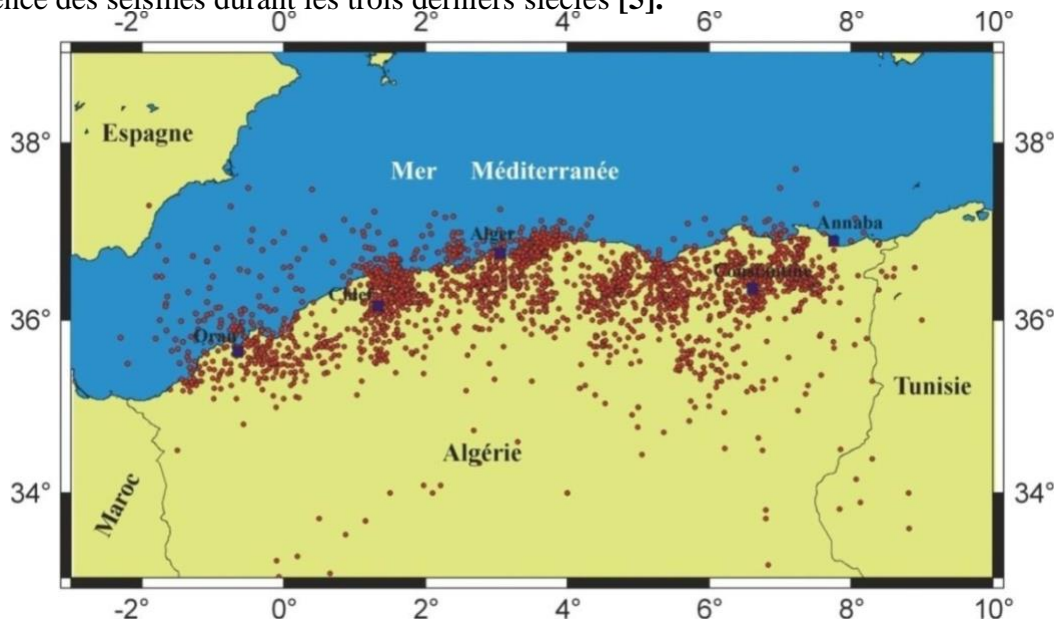 ence des séismes durant les trois derniers siècles [5].
-2° 0° 2° 4° 6° 8° 10°
Espagne
38° 38°
Mer Méditerranée
Annaba
Alger
Constantine
Chlef
36° 36°
Oran
Tunisie
Algérie
34° 34°
Maroc
-2° 0° 2° 4° 6° 8° 10°